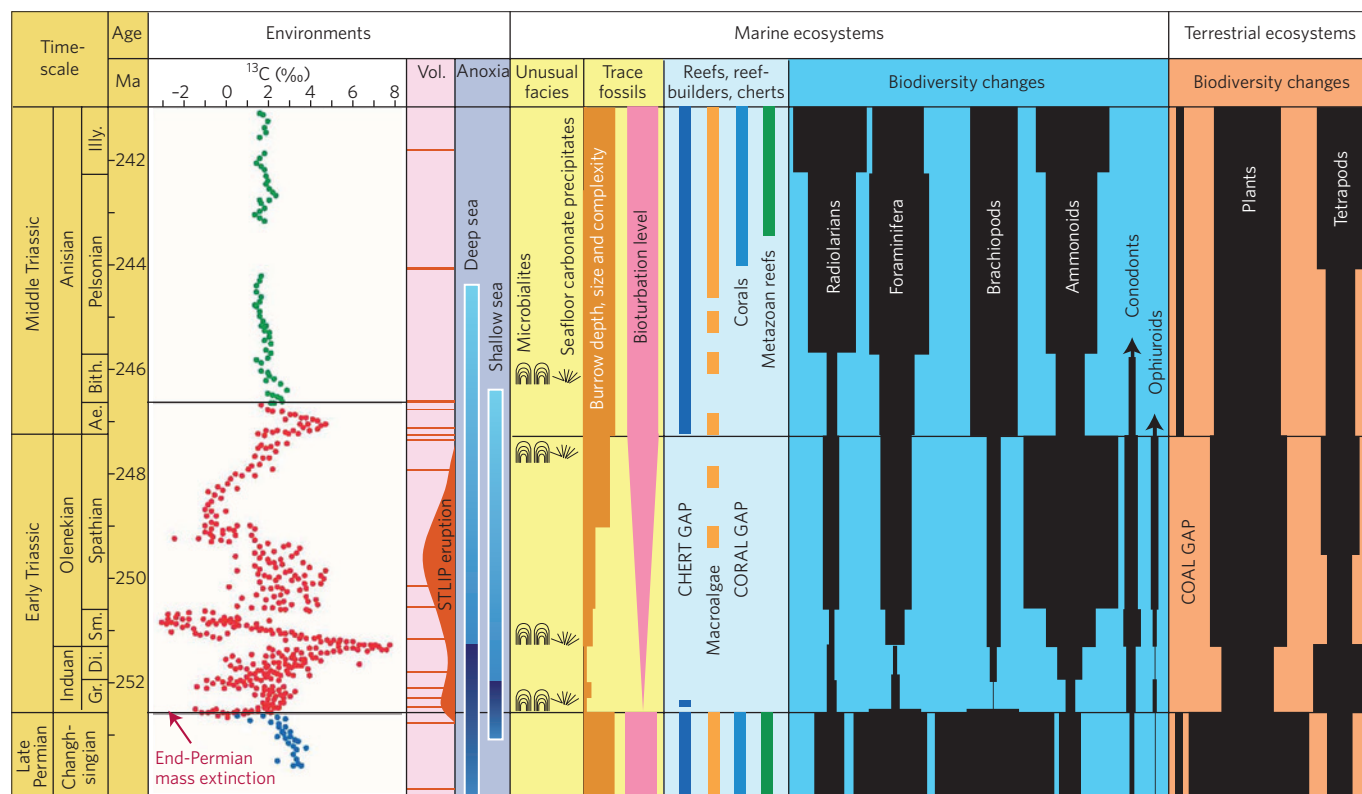 Time-
scale
Age
Ma
Environments
Marine ecosystems
Terrestrial ecosystems
13C (‰)
−2 0 2 4 6 8
Vol.
Anoxia
Unusual
facies
Trace
fossils
Reefs, reef-
builders, cherts
Biodiversity changes
Biodiversity changes
Middle Triassic
Early Triassic
Late
Permian
Anisian
Olenekian
Induan
Changh-
singian
Illy.
Pelsonian
Bith.
Ae.
Spathian
Sm.
Di.
Gr.
242
244
246
248
250
252
End-Permian
mass extinction
STLIP eruption
Deep sea
Shallow sea
Microbialites
Seafloor carbonate precipitates
Burrow depth, size and complexity
Bioturbation level
CHERT GAP
Macroalgae
CORAL GAP
Corals
Metazoan reefs
Radiolarians
Foraminifera
Brachiopods
Ammonoids
Conodonts
Ophiuroids
COAL GAP
Plants
Tetrapods